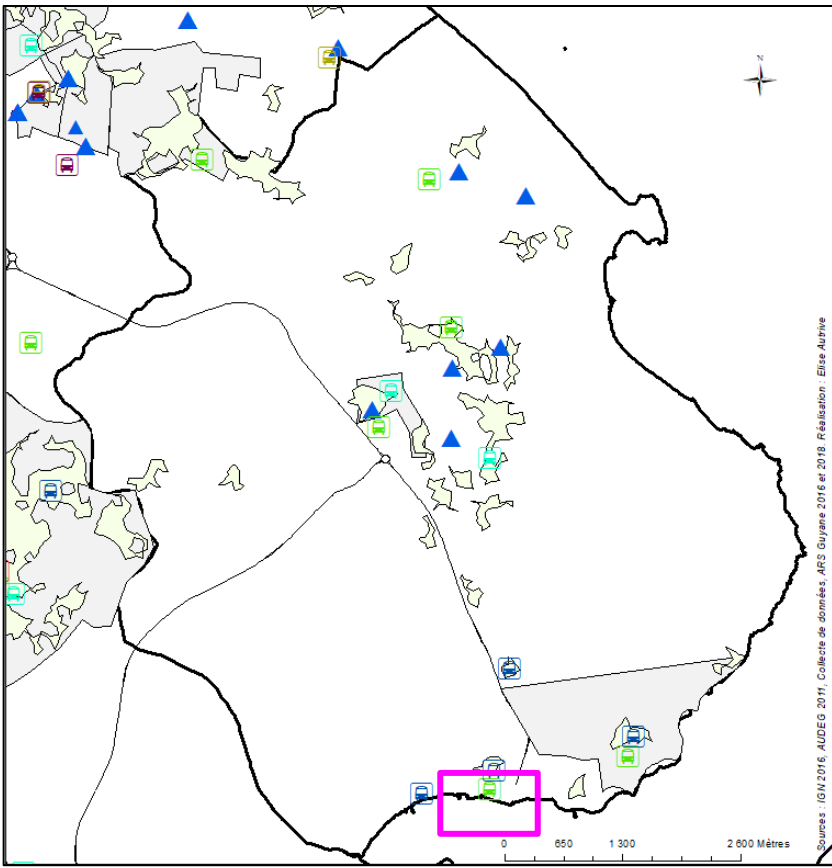 N
Sources : IGN 2016, AUDEG 2011, Collecte de données, ARS Guyane 2016 et 2018. Réalisation : Elise Autrive
0 650 1 300 2 600 Mètres